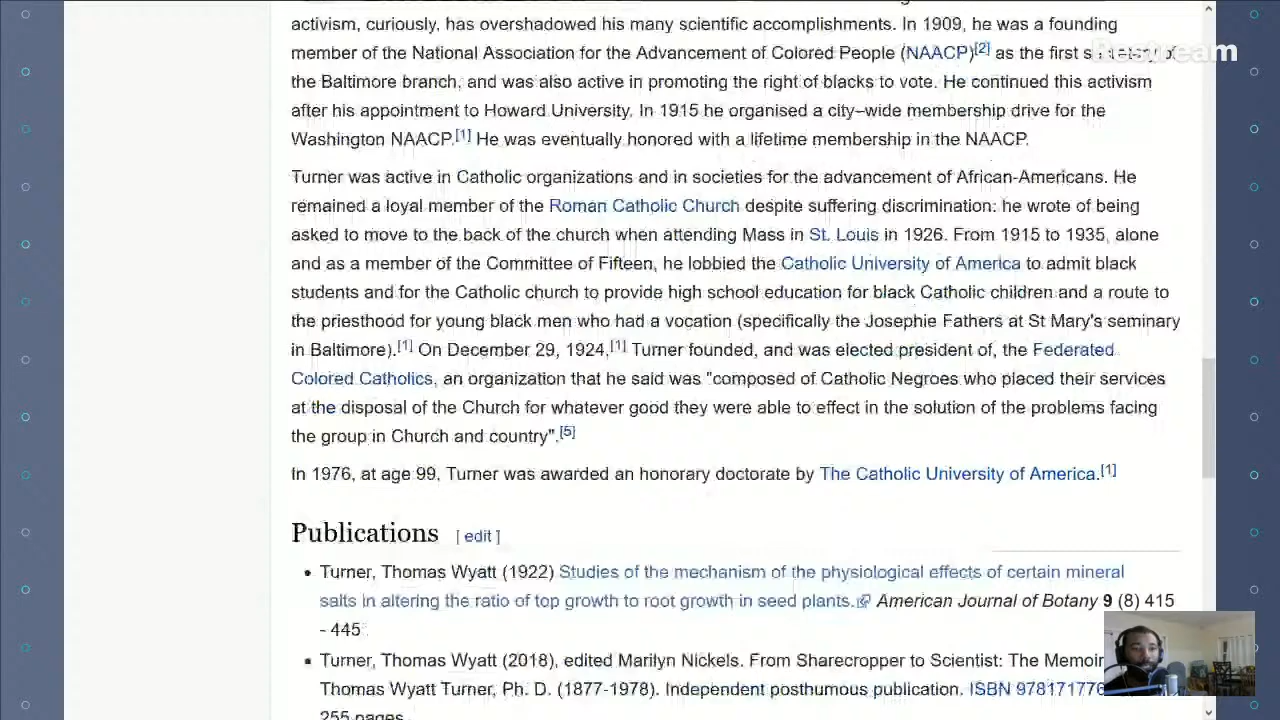 activism, curiously, has overshadowed his many scientific accomplishments. In 1909, he was a founding
member of the National Association for the Advancement of Colored People (NAACP)[2] as the first secretary of
Restream
the Baltimore branch, and was also active in promoting the right of blacks to vote. He continued this activism
after his appointment to Howard University. In 1915 he organised a city–wide membership drive for the
Washington NAACP.[1] He was eventually honored with a lifetime membership in the NAACP.
Turner was active in Catholic organizations and in societies for the advancement of African-Americans. He
remained a loyal member of the Roman Catholic Church despite suffering discrimination: he wrote of being
asked to move to the back of the church when attending Mass in St. Louis in 1926. From 1915 to 1935, alone
and as a member of the Committee of Fifteen, he lobbied the Catholic University of America to admit black
students and for the Catholic church to provide high school education for black Catholic children and a route to
the priesthood for young black men who had a vocation (specifically the Josephie Fathers at St Mary's seminary
in Baltimore).[1] On December 29, 1924,[1] Turner founded, and was elected president of, the Federated
Colored Catholics, an organization that he said was "composed of Catholic Negroes who placed their services
at the disposal of the Church for whatever good they were able to effect in the solution of the problems facing
the group in Church and country".[5]
In 1976, at age 99, Turner was awarded an honorary doctorate by The Catholic University of America.[1]
Publications [ edit ]
• Turner, Thomas Wyatt (1922) Studies of the mechanism of the physiological effects of certain mineral
salts in altering the ratio of top growth to root growth in seed plants. American Journal of Botany 9 (8) 415
- 445
• Turner, Thomas Wyatt (2018), edited Marilyn Nickels. From Sharecropper to Scientist: The Memoir
Thomas Wyatt Turner, Ph. D. (1877-1978). Independent posthumous publication. ISBN 978171776
255 pages